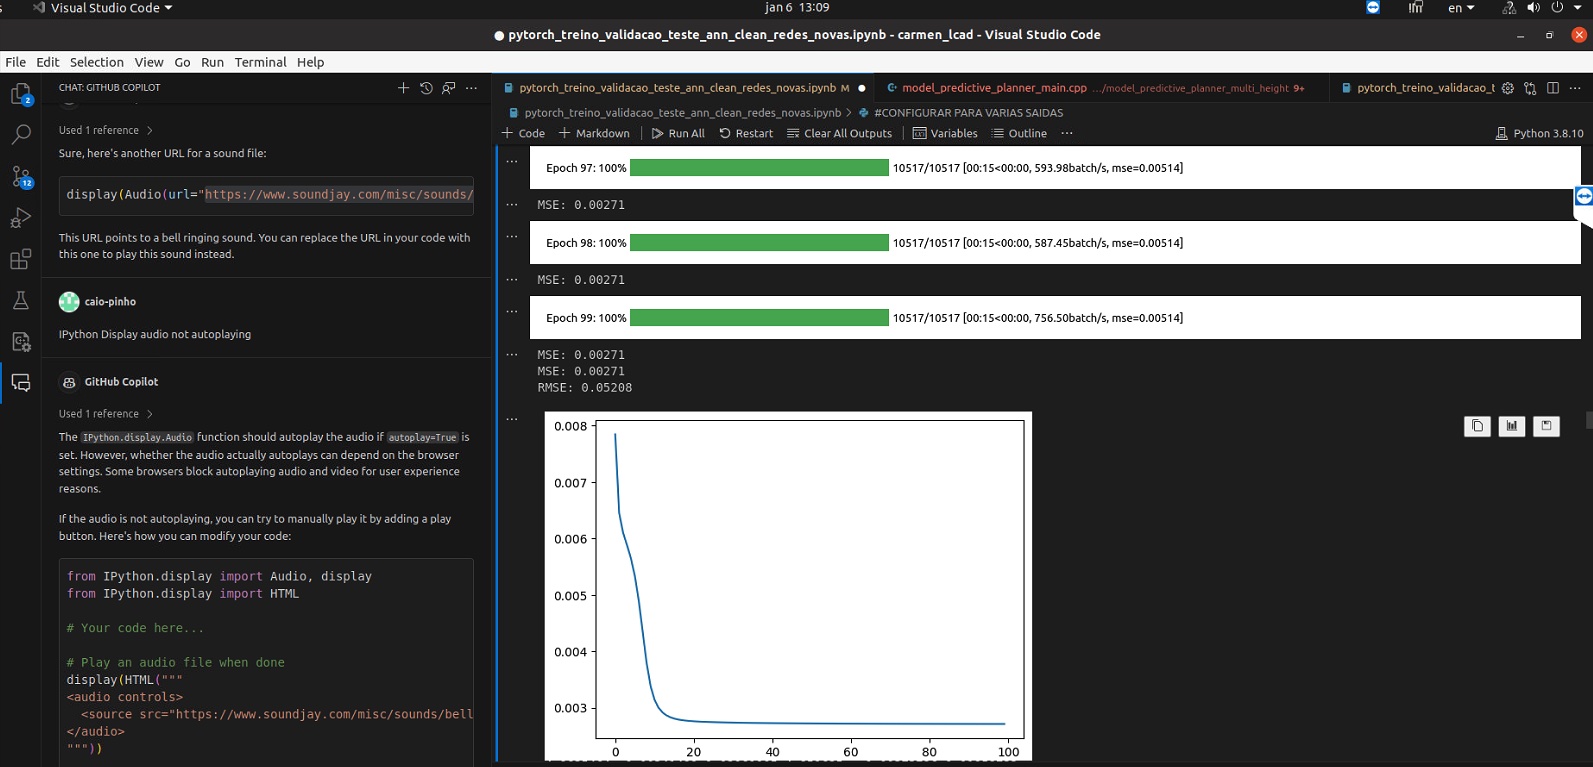 Visual Studio Code
jan 6 13:09
en
pytorch_treino_validacao_teste_ann_clean_redes_novas.ipynb - carmen_lcad - Visual Studio Code
File Edit Selection View Go Run Terminal Help
CHAT: GITHUB COPILOT
2
12
Used 1 reference
Sure, here's another URL for a sound file:
display(Audio(url="https://www.soundjay.com/misc/sounds/
This URL points to a bell ringing sound. You can replace the URL in your code with
this one to play this sound instead.
caio-pinho
IPython Display audio not autoplaying
GitHub Copilot
Used 1 reference
The IPython.display.Audio function should autoplay the audio if autoplay=True is
set. However, whether the audio actually autoplays can depend on the browser
settings. Some browsers block autoplaying audio and video for user experience
reasons.
If the audio is not autoplaying, you can try to manually play it by adding a play
button. Here's how you can modify your code:
from IPython.display import Audio, display
from IPython.display import HTML
# Your code here...
# Play an audio file when done
display(HTML("""
<audio controls>
<source src="https://www.soundjay.com/misc/sounds/bell
</audio>
"""))
pytorch_treino_validacao_teste_ann_clean_redes_novas.ipynb M
model_predictive_planner_main.cpp .../model_predictive_planner_multi_height 9+
pytorch_treino_validacao_t
pytorch_treino_validacao_teste_ann_clean_redes_novas.ipynb > #CONFIGURAR PARA VARIAS SAIDAS
+ Code + Markdown Run All Restart Clear All Outputs Variables Outline ... Python 3.8.10
Epoch 97: 100% 10517/10517 [00:15<00:00, 593.98batch/s, mse=0.00514]
MSE: 0.00271
Epoch 98: 100% 10517/10517 [00:15<00:00, 587.45batch/s, mse=0.00514]
MSE: 0.00271
Epoch 99: 100% 10517/10517 [00:15<00:00, 756.50batch/s, mse=0.00514]
MSE: 0.00271
MSE: 0.00271
RMSE: 0.05208
0.008
0.007
0.006
0.005
0.004
0.003
0 20 40 60 80 100